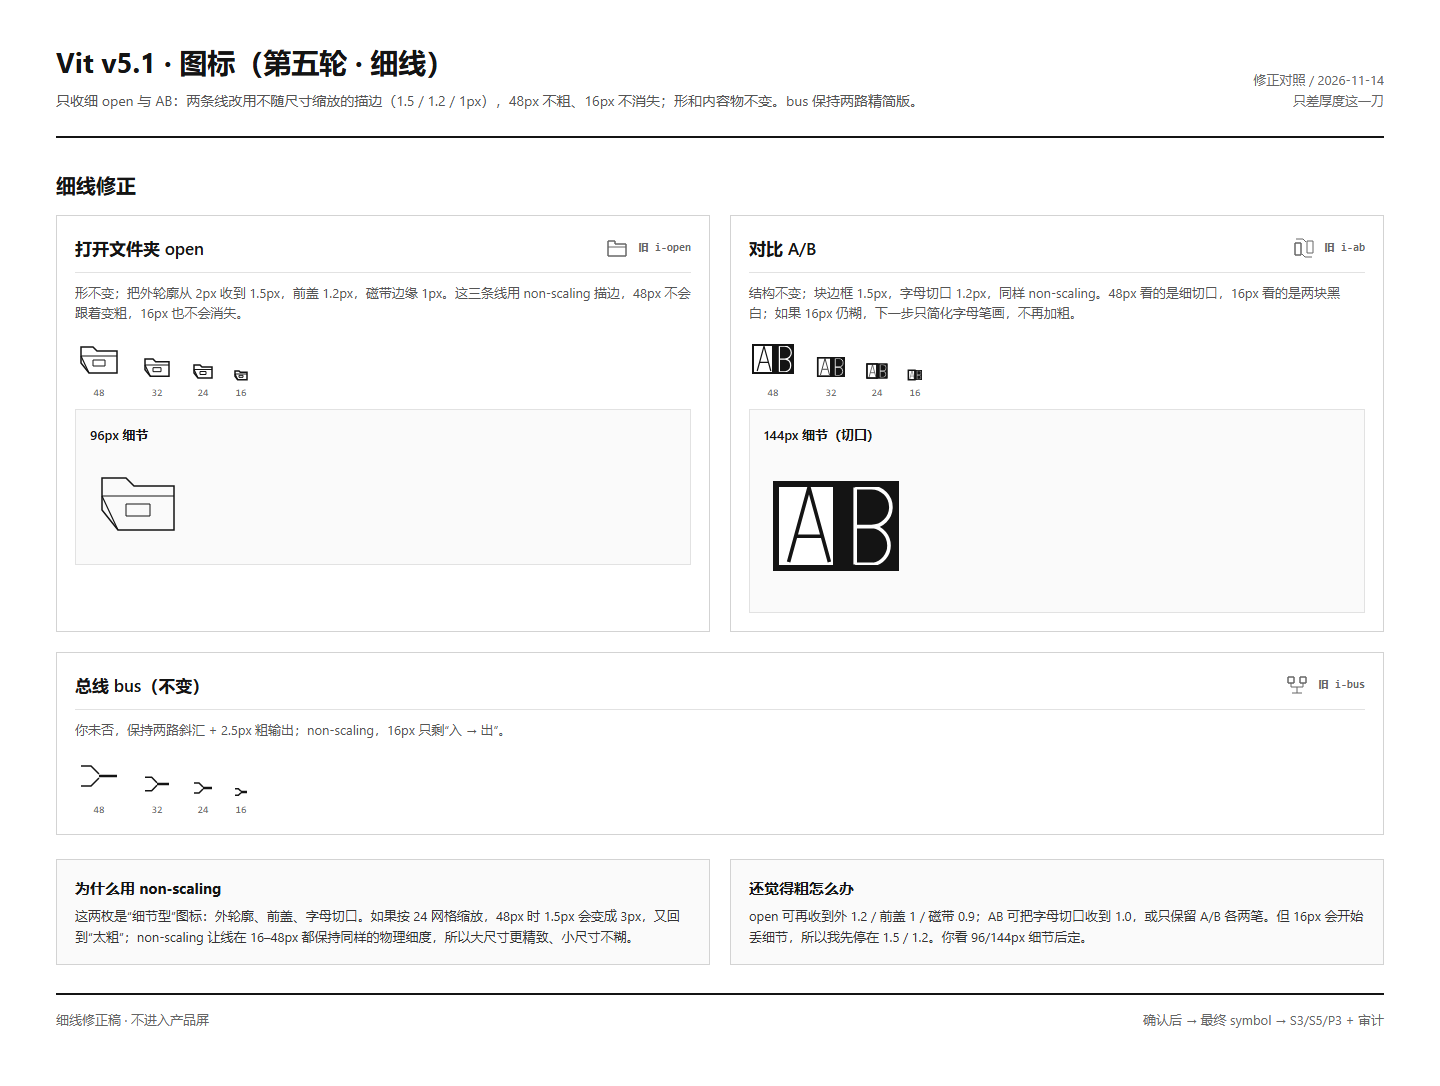 Vit v5.1 · 图标（第五轮 · 细线）
只收细 open 与 AB：两条线改用不随尺寸缩放的描边（1.5 / 1.2 / 1px），48px 不粗、16px 不消失；形和内容物不变。bus 保持两路精简版。
修正对照 / 2026-11-14
只差厚度这一刀
细线修正
打开文件夹 open
旧 i-open
形不变；把外轮廓从 2px 收到 1.5px，前盖 1.2px，磁带边缘 1px。这三条线用 non-scaling 描边，48px 不会
跟着变粗，16px 也不会消失。
48 32 24 16
96px 细节
对比 A/B
旧 i-ab
结构不变；块边框 1.5px，字母切口 1.2px，同样 non-scaling。48px 看的是细切口，16px 看的是两块黑
白；如果 16px 仍糊，下一步只简化字母笔画，不再加粗。
AB AB AB
48 32 24 16
144px 细节（切口）
AB
总线 bus（不变）
旧 i-bus
你未否，保持两路斜汇 + 2.5px 粗输出；non-scaling，16px 只剩“入 → 出”。
48 32 24 16
为什么用 non-scaling
这两枚是“细节型”图标：外轮廓、前盖、字母切口。如果按 24 网格缩放，48px 时 1.5px 会变成 3px，又回
到“太粗”；non-scaling 让线在 16–48px 都保持同样的物理细度，所以大尺寸更精致、小尺寸不糊。
还觉得粗怎么办
open 可再收到外 1.2 / 前盖 1 / 磁带 0.9；AB 可把字母切口收到 1.0，或只保留 A/B 各两笔。但 16px 会开始
丢细节，所以我先停在 1.5 / 1.2。你看 96/144px 细节后定。
细线修正稿 · 不进入产品屏
确认后 → 最终 symbol → S3/S5/P3 + 审计